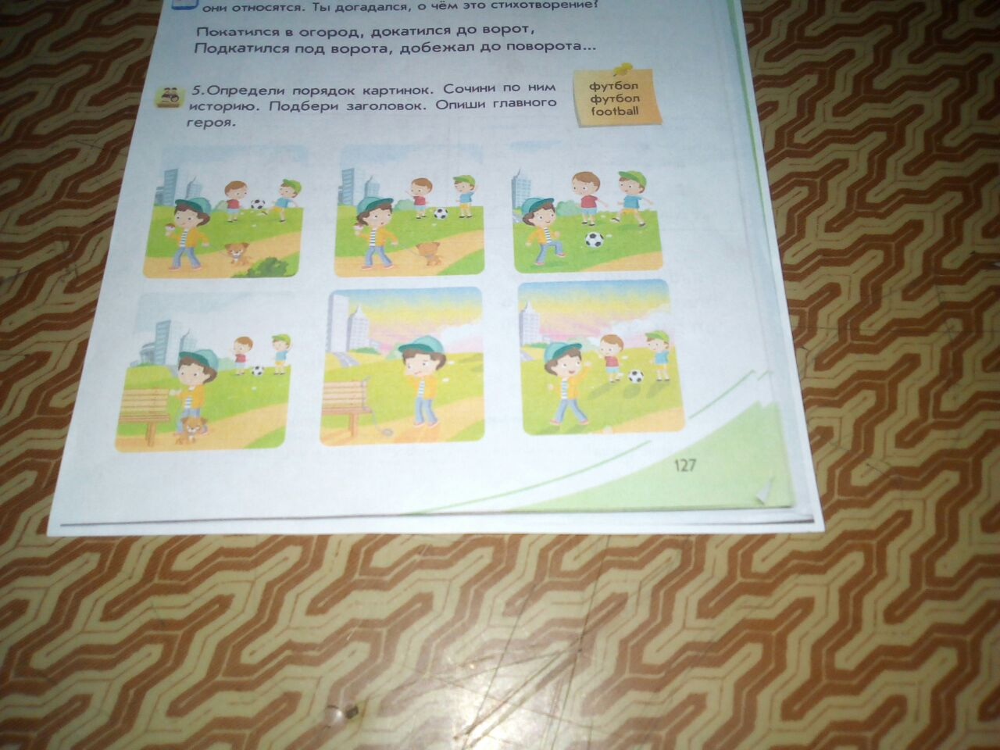 они относятся. Ты догадался, о чём это стихотворение?
Покатился в огород, докатился до ворот,
Подкатился под ворота, добежал до поворота...
5.Определи порядок картинок. Сочини по ним
историю. Подбери заголовок. Опиши главного
героя.
футбол
футбол
football
127